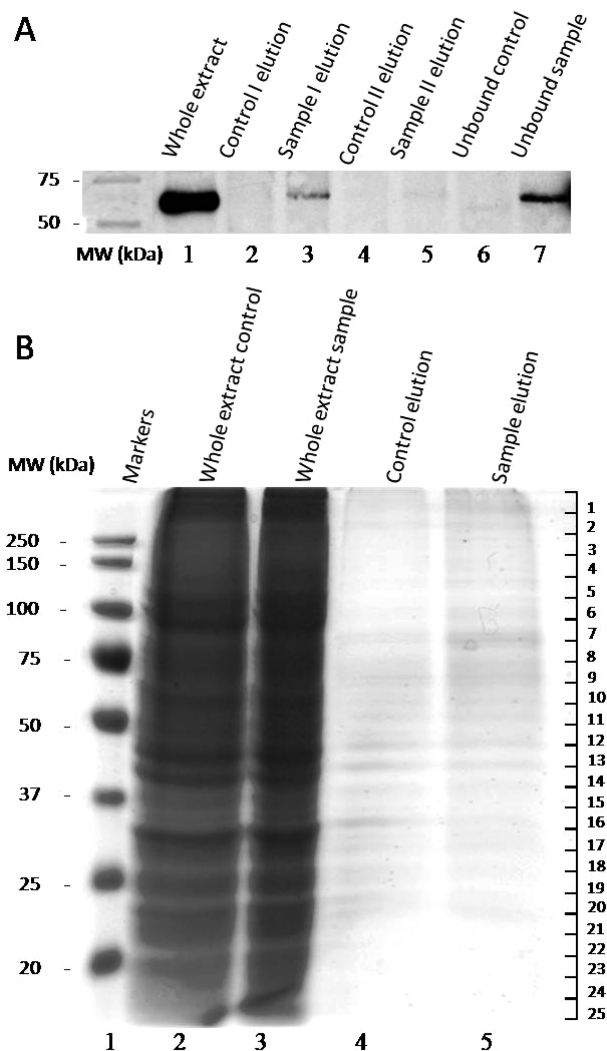 A
Whole extract
Control I elution
Sample I elution
Control II elution
Sample II elution
Unbound control
Unbound sample
75 -
50 -
MW (kDa) 1 2 3 4 5 6 7
B
Markers
Whole extract control
Whole extract sample
Control elution
Sample elution
MW (kDa)
250 -
150 -
100 -
75 -
50 -
37 -
25 -
20 -
1
2
3
4
5
6
7
8
9
10
11
12
13
14
15
16
17
18
19
20
21
22
23
24
25
1 2 3 4 5